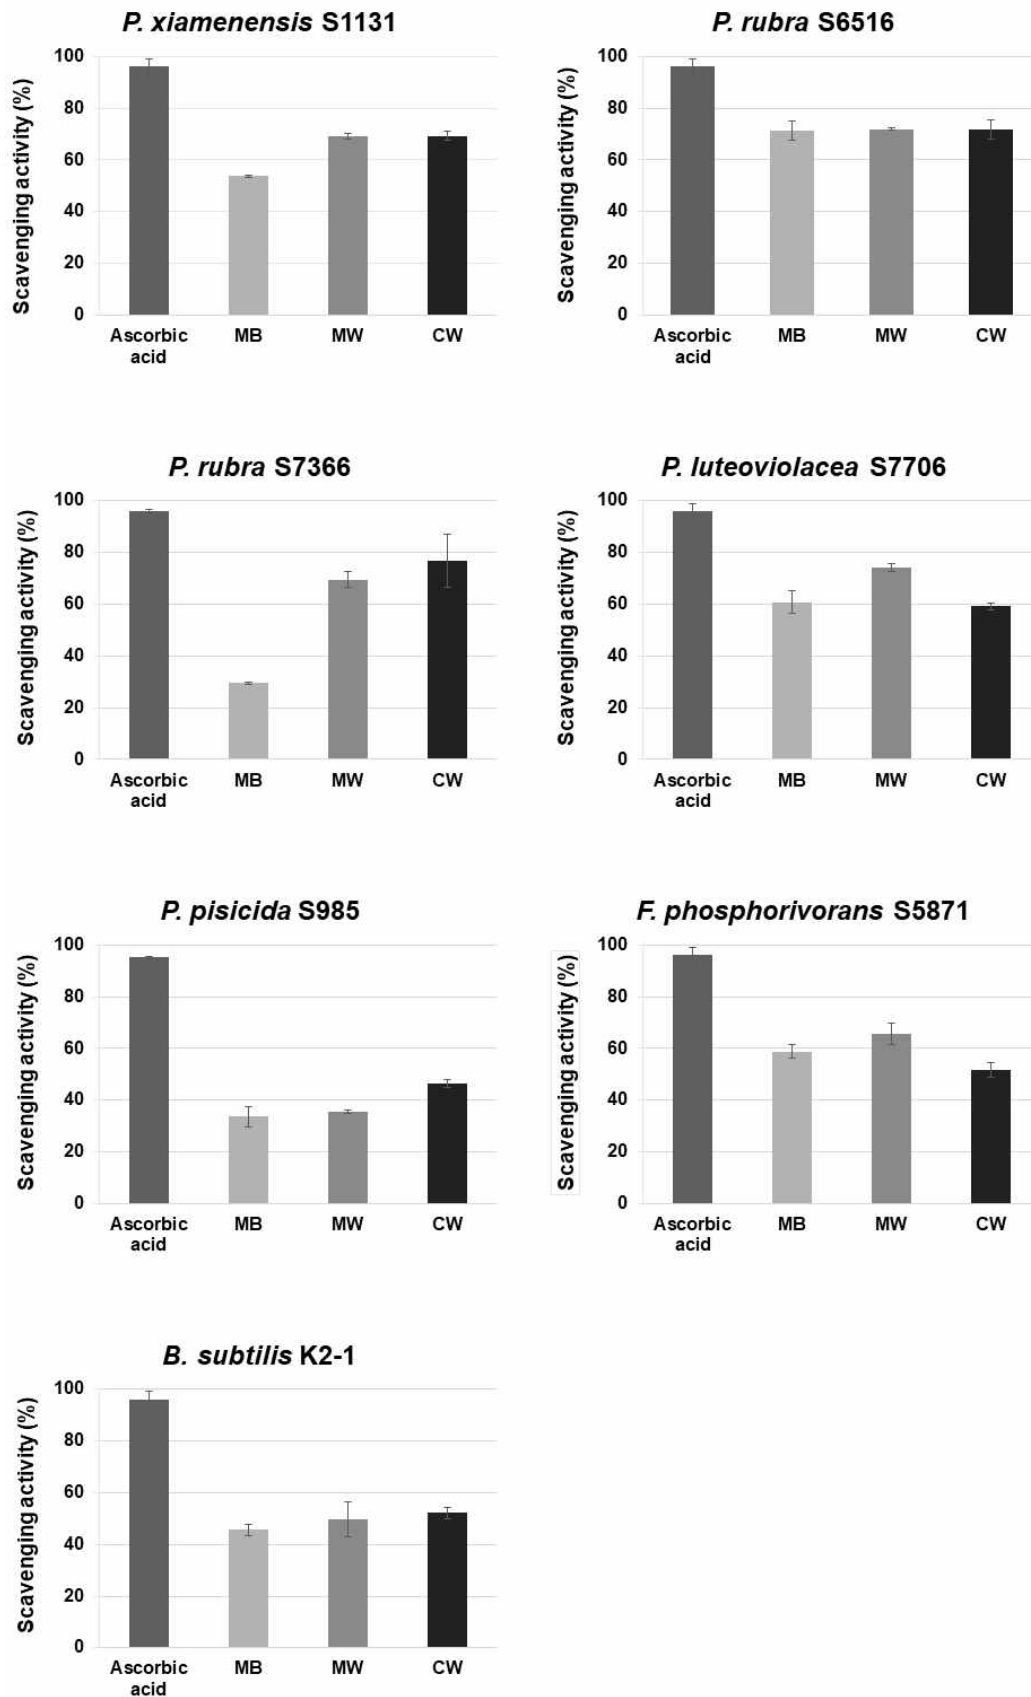 P. xiamenensis S1131
Scavenging activity (%)
100
80
60
40
20
0
Ascorbic acid
MB
MW
CW
P. rubra S6516
Scavenging activity (%)
100
80
60
40
20
0
Ascorbic acid
MB
MW
CW
P. rubra S7366
Scavenging activity (%)
100
80
60
40
20
0
Ascorbic acid
MB
MW
CW
P. luteoviolacea S7706
Scavenging activity (%)
100
80
60
40
20
0
Ascorbic acid
MB
MW
CW
P. pisicida S985
Scavenging activity (%)
100
80
60
40
20
0
Ascorbic acid
MB
MW
CW
F. phosphorivorans S5871
Scavenging activity (%)
100
80
60
40
20
0
Ascorbic acid
MB
MW
CW
B. subtilis K2-1
Scavenging activity (%)
100
80
60
40
20
0
Ascorbic acid
MB
MW
CW